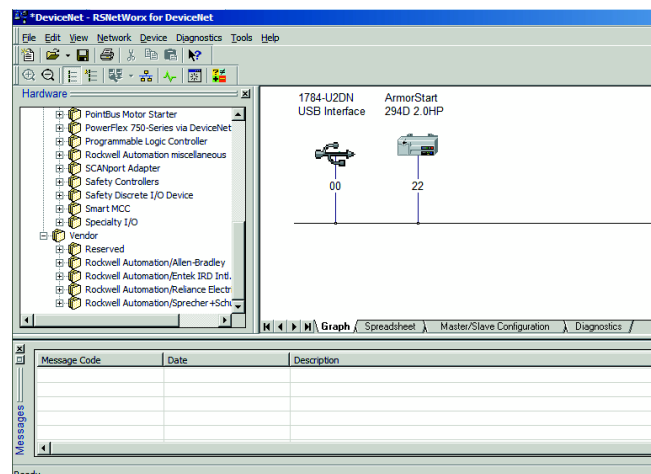 *DeviceNet - RSNetWorx for DeviceNet
File Edit View Network Device Diagnostics Tools Help
Hardware
PointBus Motor Starter
PowerFlex 750-Series via DeviceNet
Programmable Logic Controller
Rockwell Automation miscellaneous
SCANport Adapter
Safety Controllers
Safety Discrete I/O Device
Smart MCC
Specialty I/O
Vendor
Reserved
Rockwell Automation/Allen-Bradley
Rockwell Automation/Entek IRD Intl.
Rockwell Automation/Reliance Electr
Rockwell Automation/Sprecher+Schu
1784-U2DN ArmorStart
USB Interface 294D 2.0HP
00 22
Graph Spreadsheet Master/Slave Configuration Diagnostics
Messages
Message Code Date Description
Ready